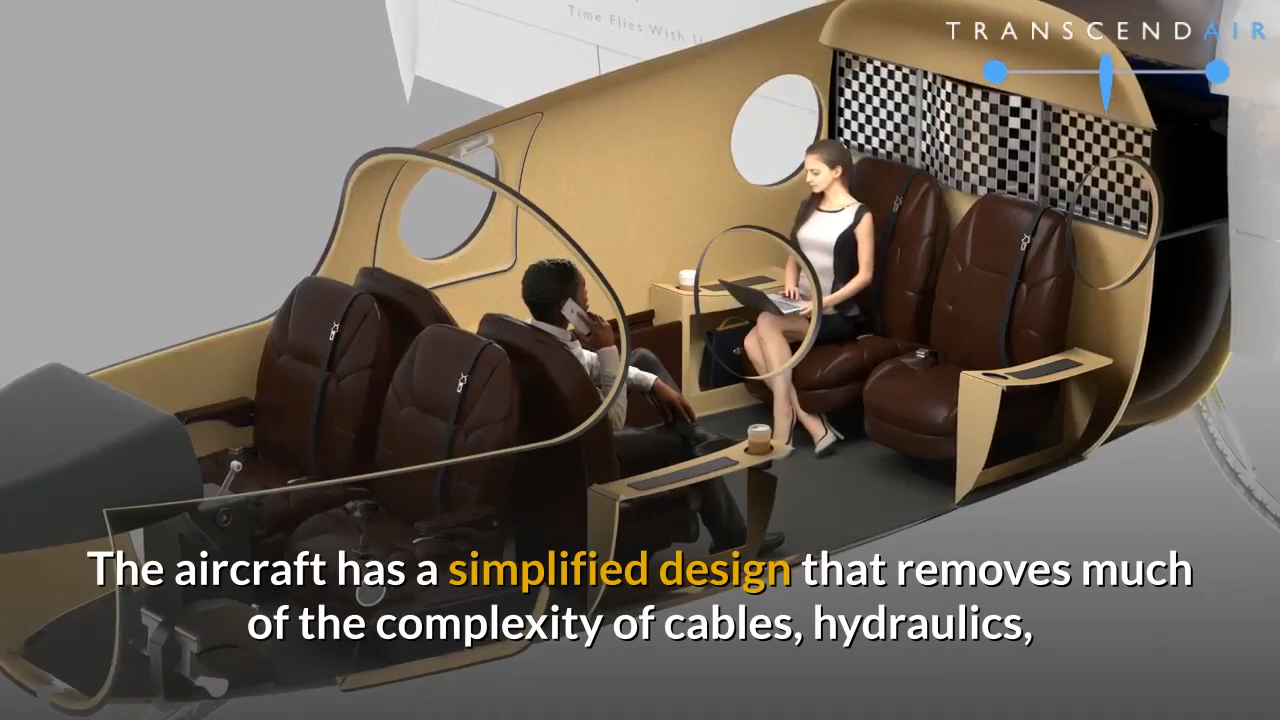 Time Flies With U
TRANSCENDAIR
The aircraft has a simplified design that removes much
of the complexity of cables, hydraulics,